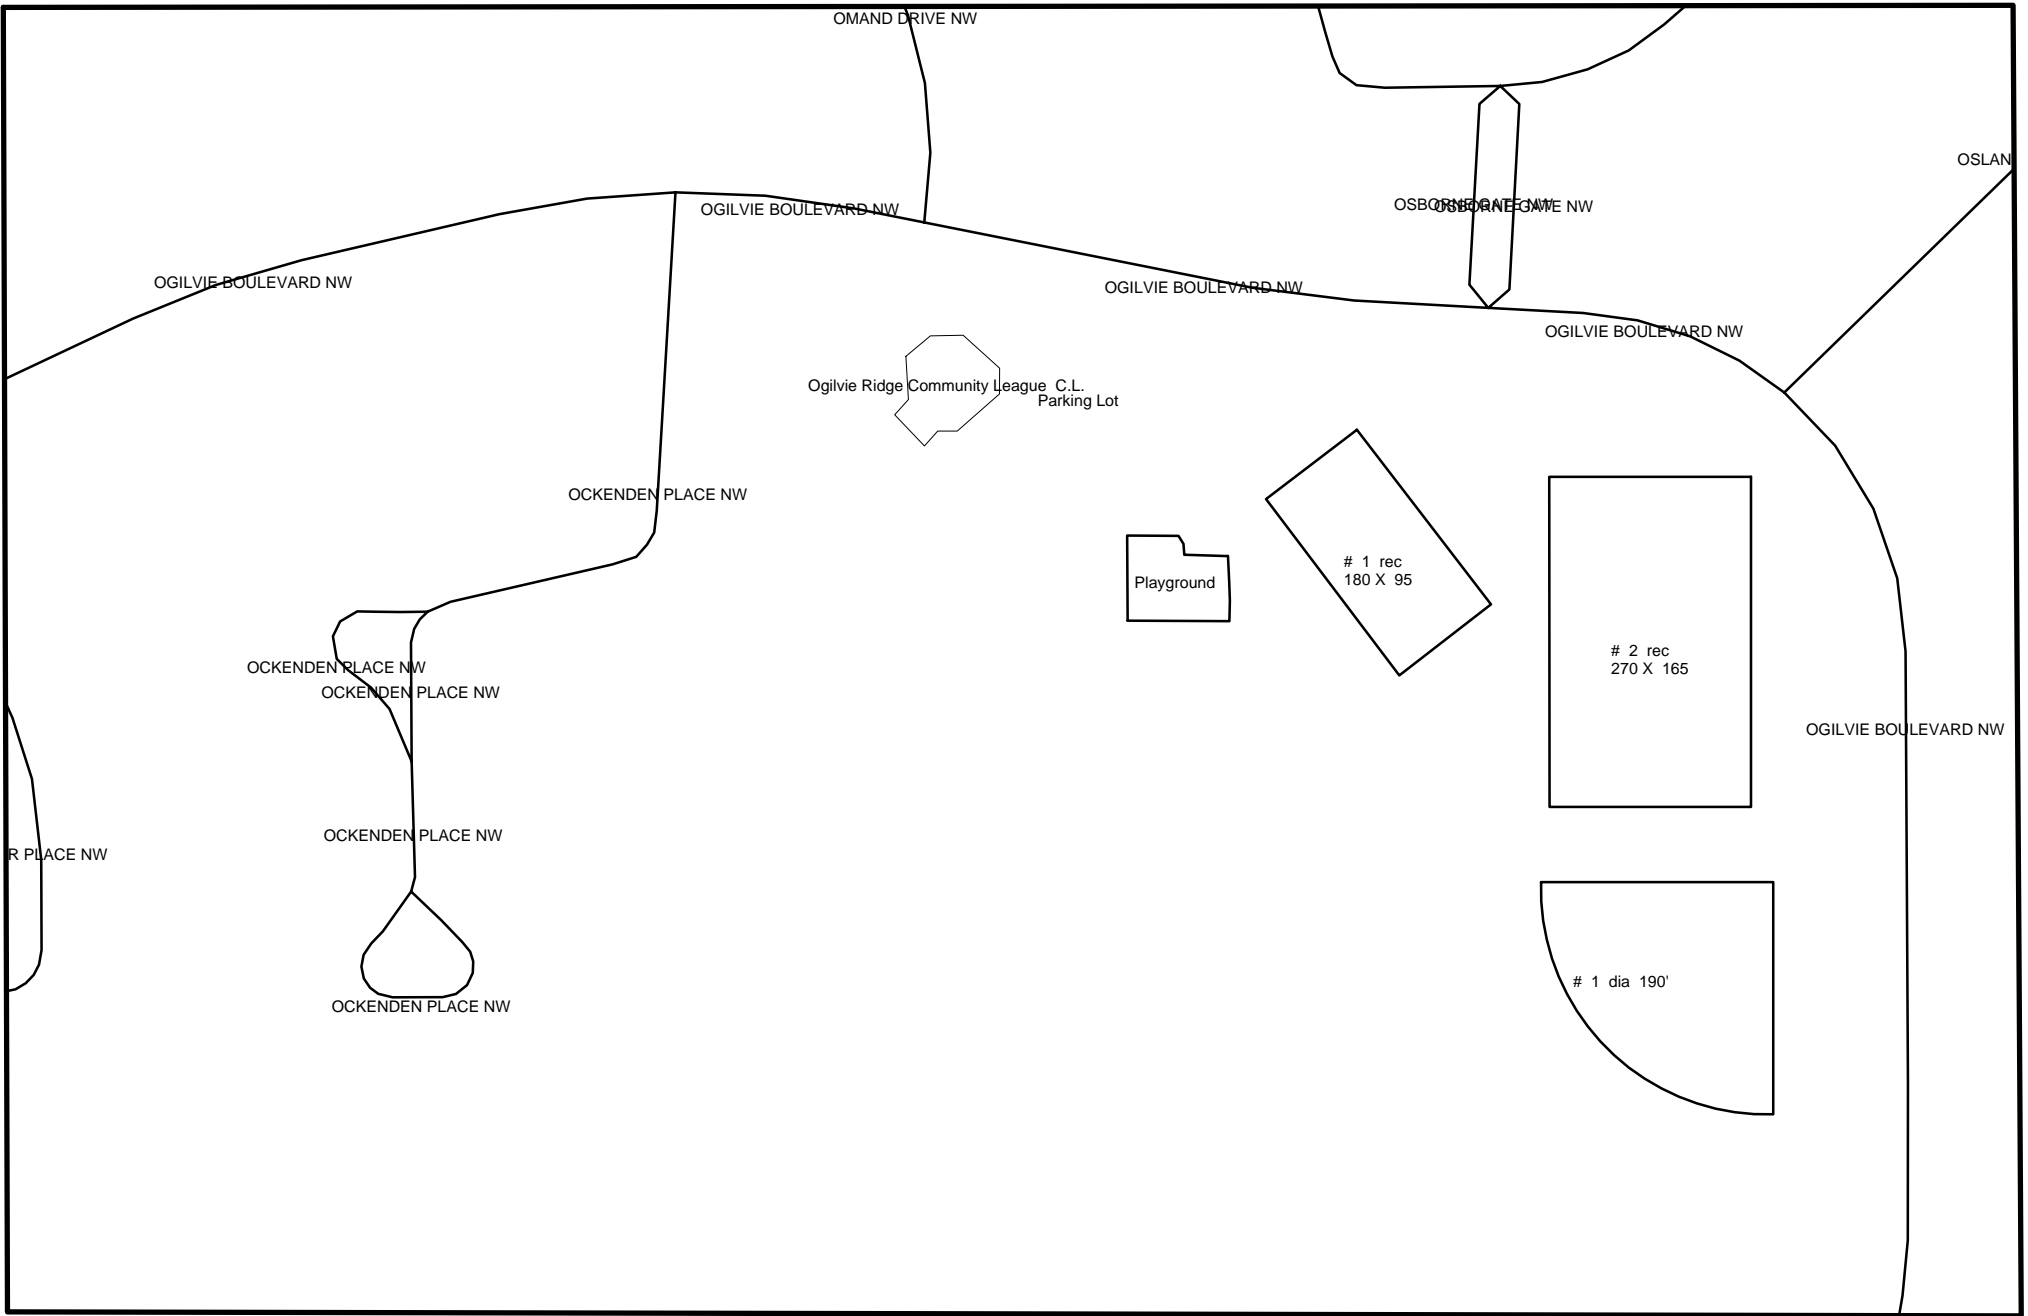 OMAND DRIVE NW
OSLAN
OSBORNE GATE NW
OSBORNE GATE NW
OGILVIE BOULEVARD NW
OGILVIE BOULEVARD NW
OGILVIE BOULEVARD NW
OGILVIE BOULEVARD NW
Ogilvie Ridge Community League C.L.
Parking Lot
OCKENDEN PLACE NW
# 1 rec
180 X 95
Playground
# 2 rec
270 X 165
OCKENDEN PLACE NW
OCKENDEN PLACE NW
OGILVIE BOULEVARD NW
OCKENDEN PLACE NW
R PLACE NW
# 1 dia 190'
OCKENDEN PLACE NW